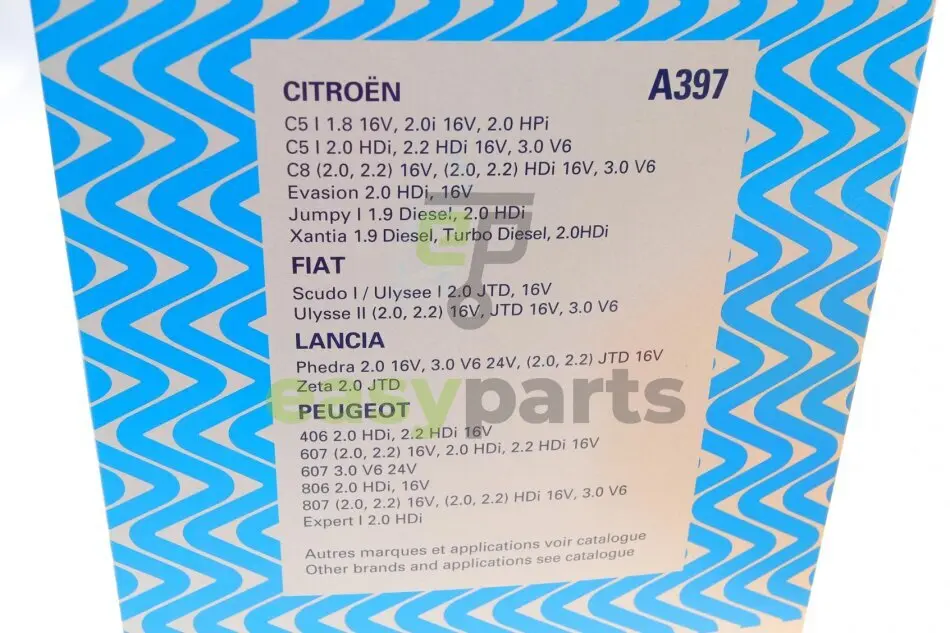 CITROËN
A397
C5 I 1.8 16V, 2.0i 16V, 2.0 HPi
C5 I 2.0 HDi, 2.2 HDi 16V, 3.0 V6
C8 (2.0, 2.2) 16V, (2.0, 2.2) HDi 16V, 3.0 V6
Evasion 2.0 HDi, 16V
Jumpy I 1.9 Diesel, 2.0 HDi
Xantia 1.9 Diesel, Turbo Diesel, 2.0HDi
FIAT
Scudo I / Ulysee I 2.0 JTD, 16V
Ulysse II (2.0, 2.2) 16V, JTD 16V, 3.0 V6
LANCIA
Phedra 2.0 16V, 3.0 V6 24V, (2.0, 2.2) JTD 16V
Zeta 2.0 JTD
easyparts
PEUGEOT
406 2.0 HDi, 2.2 HDi 16V
607 (2.0, 2.2) 16V, 2.0 HDi, 2.2 HDi 16V
607 3.0 V6 24V
806 2.0 HDi, 16V
807 (2.0, 2.2) 16V, (2.0, 2.2) HDi 16V, 3.0 V6
Expert I 2.0 HDi
Autres marques et applications voir catalogue
Other brands and applications see catalogue